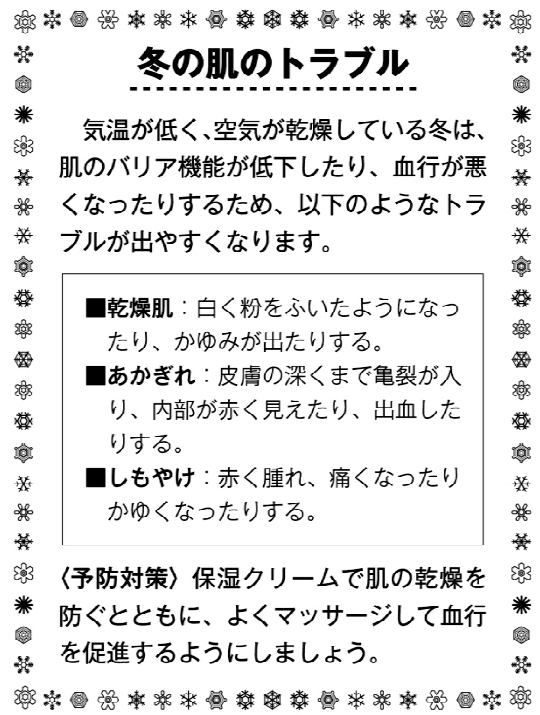 冬の肌のトラブル
気温が低く、空気が乾燥している冬は、
肌のバリア機能が低下したり、血行が悪
くなったりするため、以下のようなトラ
ブルが出やすくなります。
■乾燥肌：白く粉をふいたようになっ
たり、かゆみが出たりする。
■あかぎれ：皮膚の深くまで亀裂が入
り、内部が赤く見えたり、出血した
りする。
■しもやけ：赤く腫れ、痛くなったり
かゆくなったりする。
〈予防対策〉保湿クリームで肌の乾燥を
防ぐとともに、よくマッサージして血行
を促進するようにしましょう。